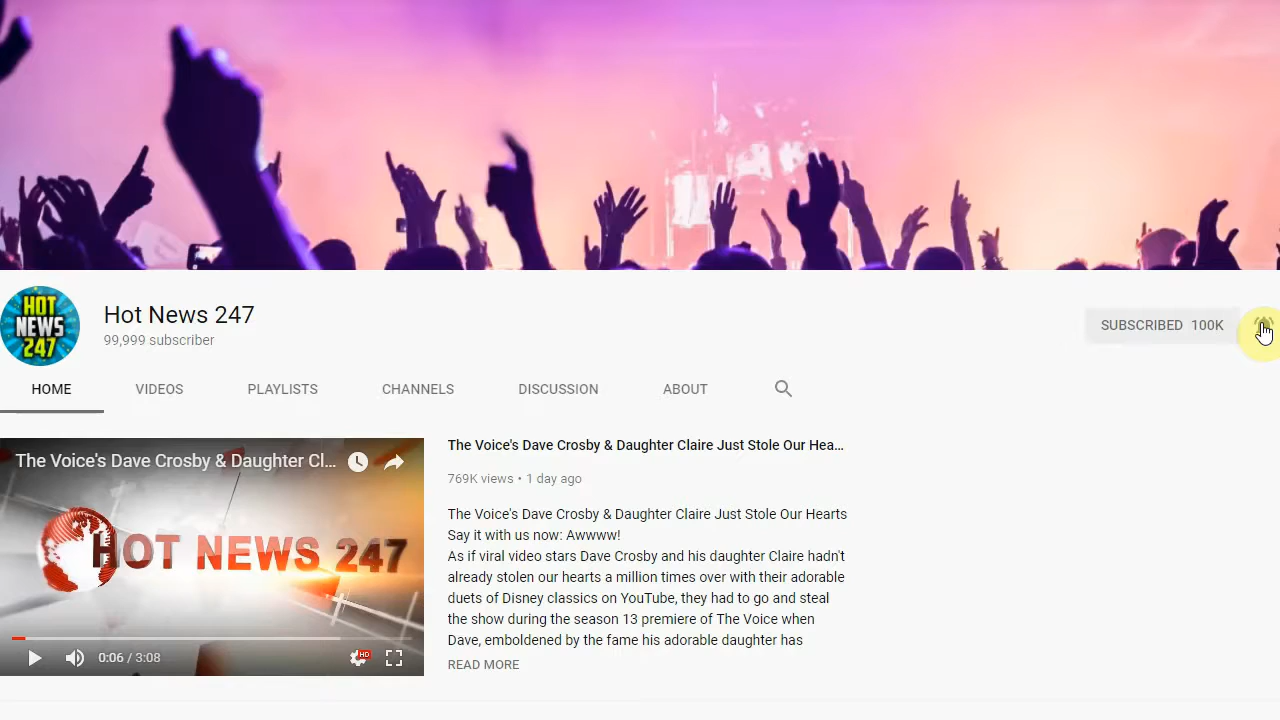 HOT
NEWS
247
Hot News 247
99,999 subscriber
SUBSCRIBED 100K
HOME VIDEOS PLAYLISTS CHANNELS DISCUSSION ABOUT
The Voice's Dave Crosby & Daughter Cl...
HOT NEWS 247
HD
0:06 / 3:08
The Voice's Dave Crosby & Daughter Claire Just Stole Our Hea...
769K views • 1 day ago
The Voice's Dave Crosby & Daughter Claire Just Stole Our Hearts
Say it with us now: Awwww!
As if viral video stars Dave Crosby and his daughter Claire hadn't
already stolen our hearts a million times over with their adorable
duets of Disney classics on YouTube, they had to go and steal
the show during the season 13 premiere of The Voice when
Dave, emboldened by the fame his adorable daughter has
READ MORE